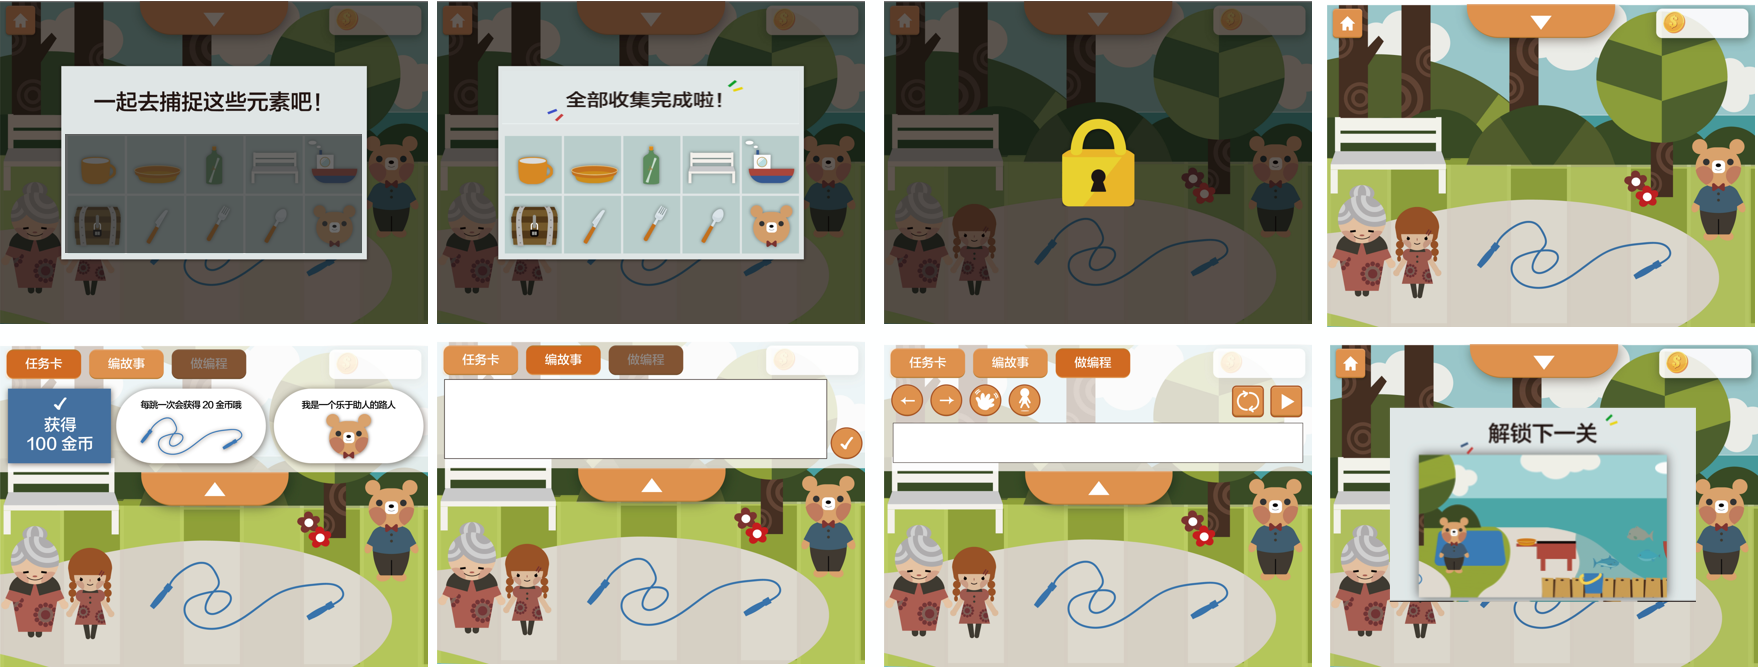 一起去捕捉这些元素吧！
全部收集完成啦！
任务卡
编故事
做编程
获得
100 金币
每跳一次会获得 20 金币哦
我是一个乐于助人的路人
任务卡
编故事
做编程
任务卡
编故事
做编程
解锁下一关